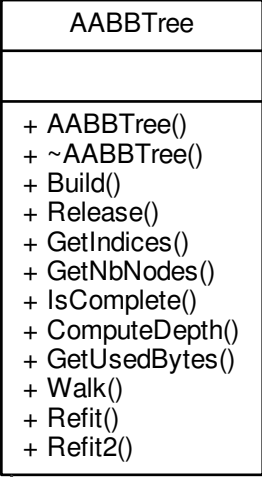 AABBTree
+ AABBTree()
+ ~AABBTree()
+ Build()
+ Release()
+ GetIndices()
+ GetNbNodes()
+ IsComplete()
+ ComputeDepth()
+ GetUsedBytes()
+ Walk()
+ Refit()
+ Refit2()